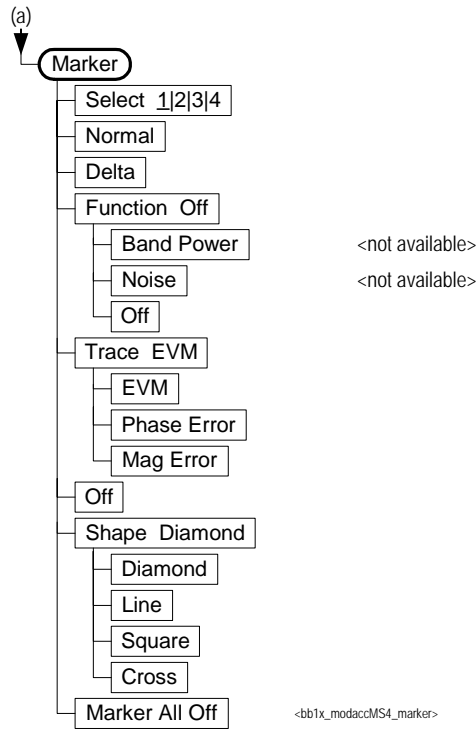 (a)
Marker
Select 1|2|3|4
Normal
Delta
Function Off
Band Power <not available>
Noise <not available>
Off
Trace EVM
EVM
Phase Error
Mag Error
Off
Shape Diamond
Diamond
Line
Square
Cross
Marker All Off <bb1x_modaccMS4_marker>